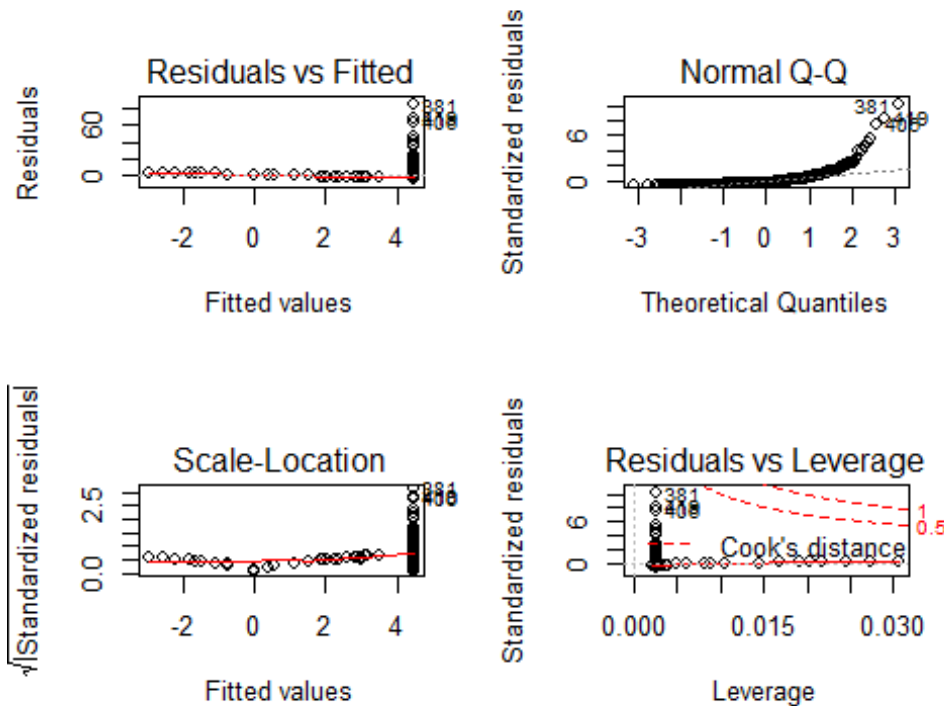 Residuals vs Fitted
Residuals
60
0
381
-2 0 2 4
Fitted values
Normal Q-Q
Standardized residuals
6
0
381
-3 -1 0 1 2 3
Theoretical Quantiles
Scale-Location
√|Standardized residuals|
2.5
0.0
381
-2 0 2 4
Fitted values
Residuals vs Leverage
Standardized residuals
6
0
381
1
0.5
Cook's distance
0.000 0.015 0.030
Leverage